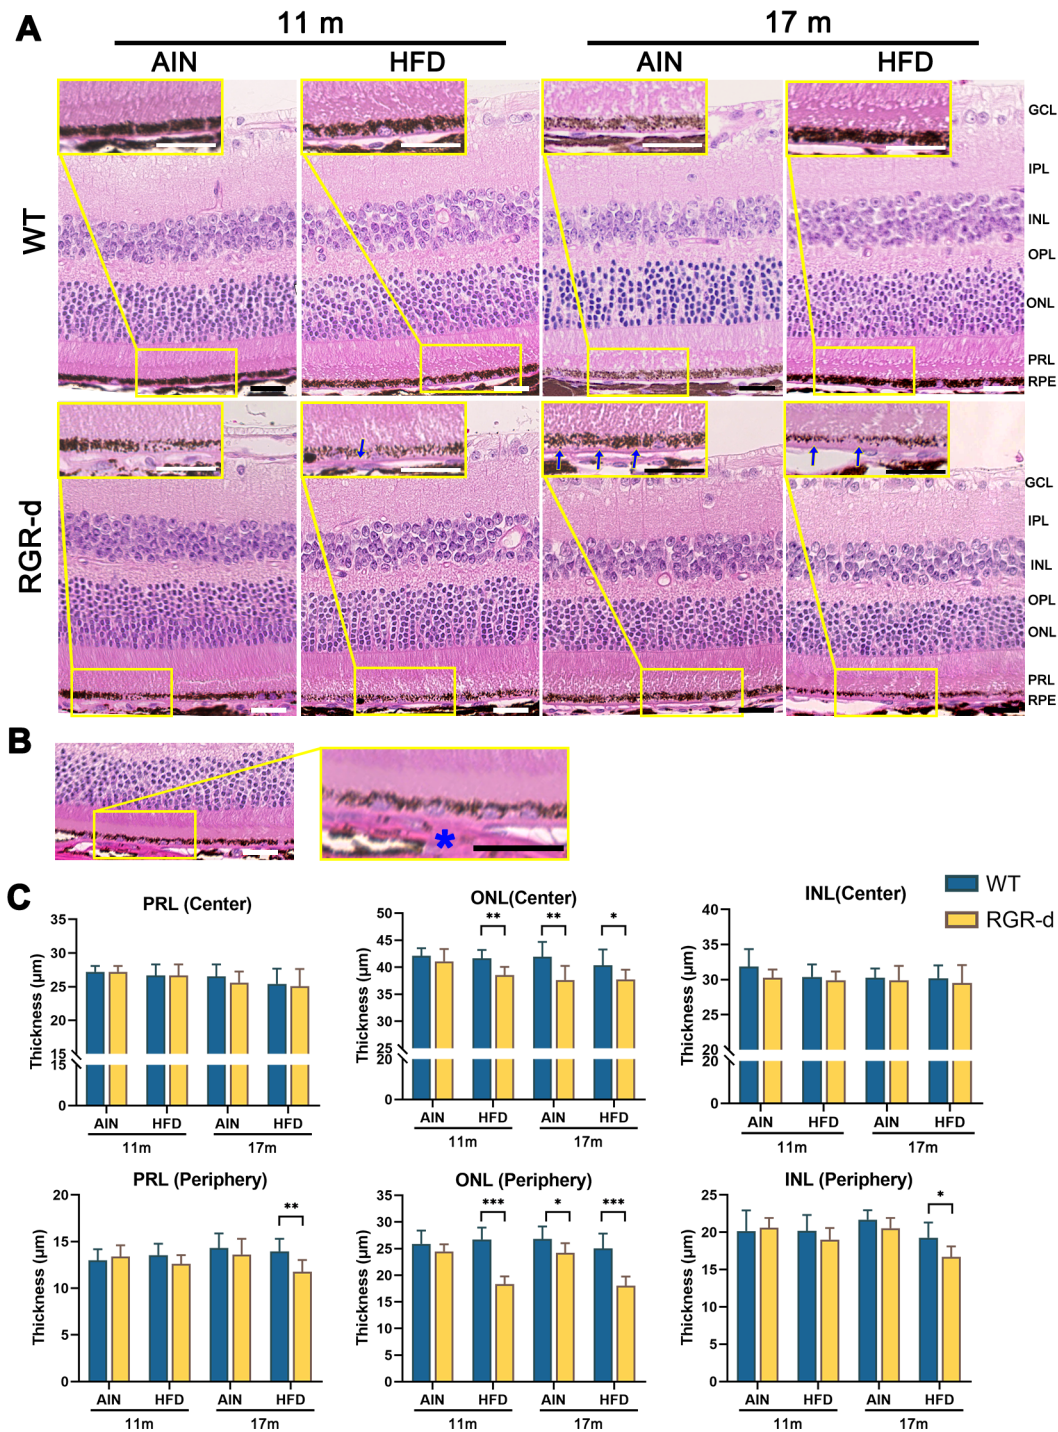 A
11 m
17 m
AIN
HFD
AIN
HFD
WT
GCL
IPL
INL
OPL
ONL
PRL
RPE
RGR-d
GCL
IPL
INL
OPL
ONL
PRL
RPE
B
*
C
WT
RGR-d
PRL (Center)
Thickness (μm)
35
30
25
20
15
15
0
AIN
HFD
AIN
HFD
11m
17m
ONL(Center)
Thickness (μm)
50
45
40
35
30
25
20
0
**
**
*
AIN
HFD
AIN
HFD
11m
17m
INL(Center)
Thickness (μm)
40
35
30
25
20
20
0
AIN
HFD
AIN
HFD
11m
17m
PRL (Periphery)
Thickness (μm)
20
15
10
5
0
**
AIN
HFD
AIN
HFD
11m
17m
ONL (Periphery)
Thickness (μm)
35
30
25
20
15
10
5
0
***
*
***
AIN
HFD
AIN
HFD
11m
17m
INL (Periphery)
Thickness (μm)
25
20
15
10
5
0
*
AIN
HFD
AIN
HFD
11m
17m